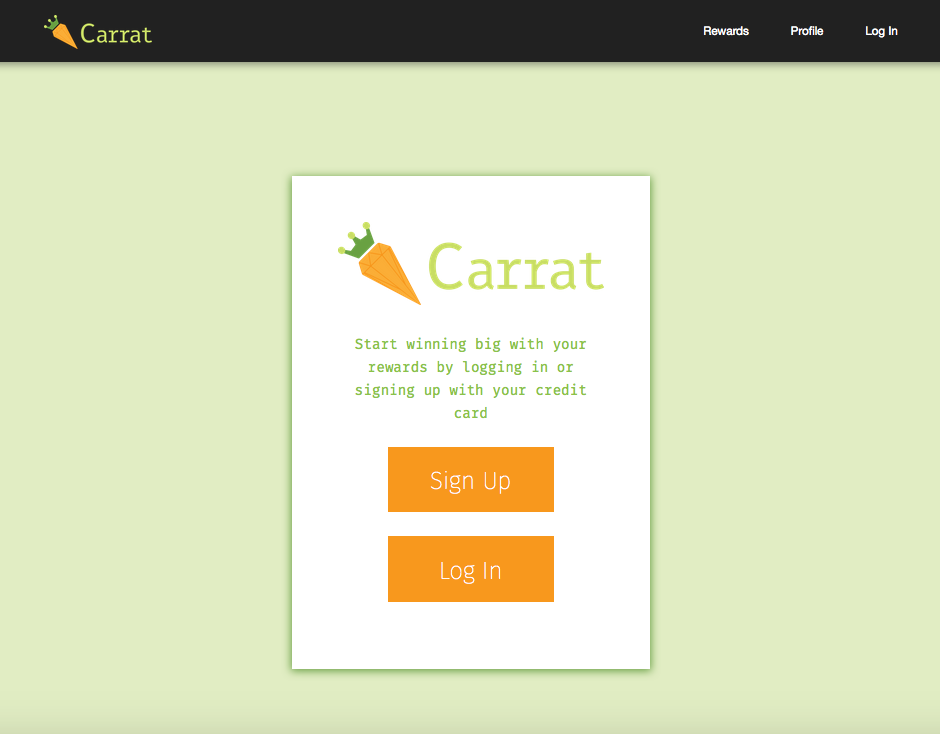 Carrat
Rewards Profile Log In
Carrat
Start winning big with your
rewards by logging in or
signing up with your credit
card
Sign Up
Log In